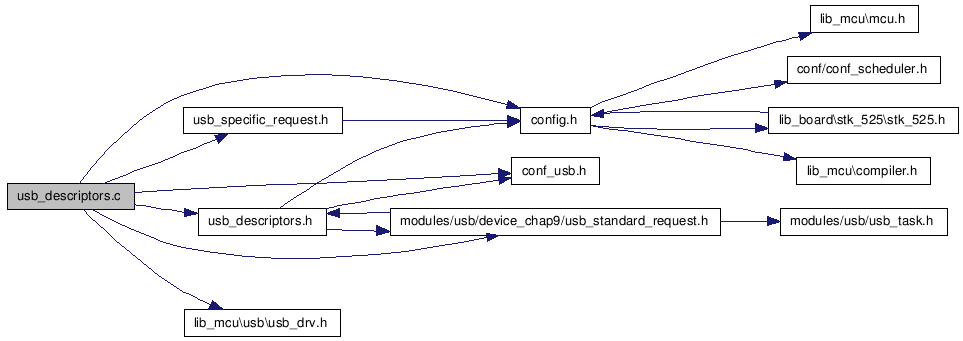 lib_mcu\mcu.h
conf/conf_scheduler.h
usb_specific_request.h
config.h
lib_board\stk_525\stk_525.h
conf_usb.h
lib_mcu\compiler.h
usb_descriptors.c
usb_descriptors.h
modules/usb/device_chap9/usb_standard_request.h
modules/usb/usb_task.h
lib_mcu\usb\usb_drv.h